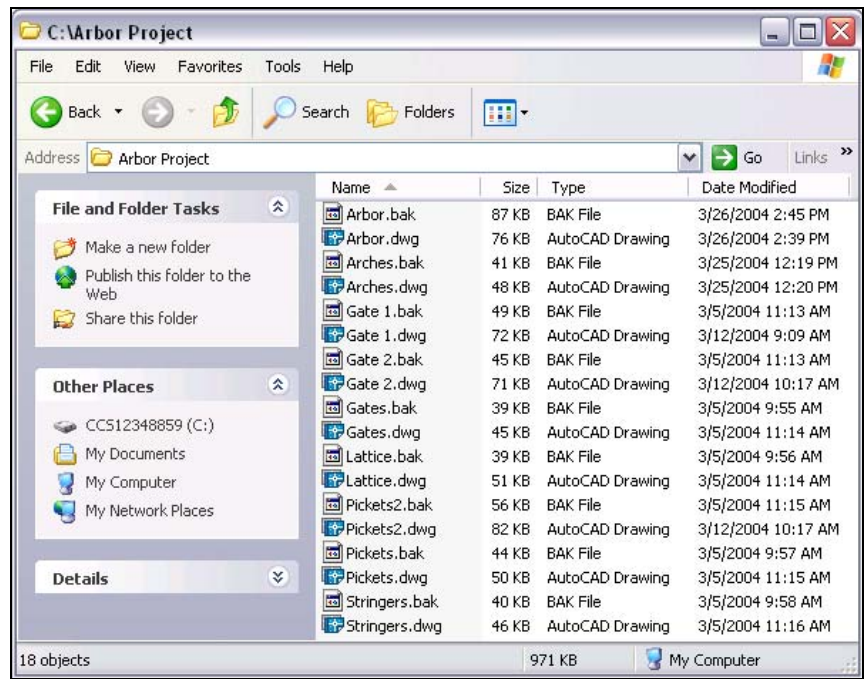 C:\Arbor Project
File Edit View Favorites Tools Help
Back Search Folders
Address Arbor Project Go Links »
File and Folder Tasks
Make a new folder
Publish this folder to the
Web
Share this folder
Other Places
CCS12348859 (C:)
My Documents
My Computer
My Network Places
Details
Name Size Type Date Modified
Arbor.bak 87 KB BAK File 3/26/2004 2:45 PM
Arbor.dwg 76 KB AutoCAD Drawing 3/26/2004 2:39 PM
Arches.bak 41 KB BAK File 3/25/2004 12:19 PM
Arches.dwg 48 KB AutoCAD Drawing 3/25/2004 12:20 PM
Gate 1.bak 49 KB BAK File 3/5/2004 11:13 AM
Gate 1.dwg 72 KB AutoCAD Drawing 3/12/2004 9:09 AM
Gate 2.bak 45 KB BAK File 3/5/2004 11:13 AM
Gate 2.dwg 71 KB AutoCAD Drawing 3/12/2004 10:17 AM
Gates.bak 39 KB BAK File 3/5/2004 9:55 AM
Gates.dwg 45 KB AutoCAD Drawing 3/5/2004 11:14 AM
Lattice.bak 39 KB BAK File 3/5/2004 9:56 AM
Lattice.dwg 51 KB AutoCAD Drawing 3/5/2004 11:14 AM
Pickets2.bak 56 KB BAK File 3/5/2004 11:15 AM
Pickets2.dwg 82 KB AutoCAD Drawing 3/12/2004 10:17 AM
Pickets.bak 44 KB BAK File 3/5/2004 9:57 AM
Pickets.dwg 50 KB AutoCAD Drawing 3/5/2004 11:15 AM
Stringers.bak 40 KB BAK File 3/5/2004 9:58 AM
Stringers.dwg 46 KB AutoCAD Drawing 3/5/2004 11:16 AM
18 objects 971 KB My Computer